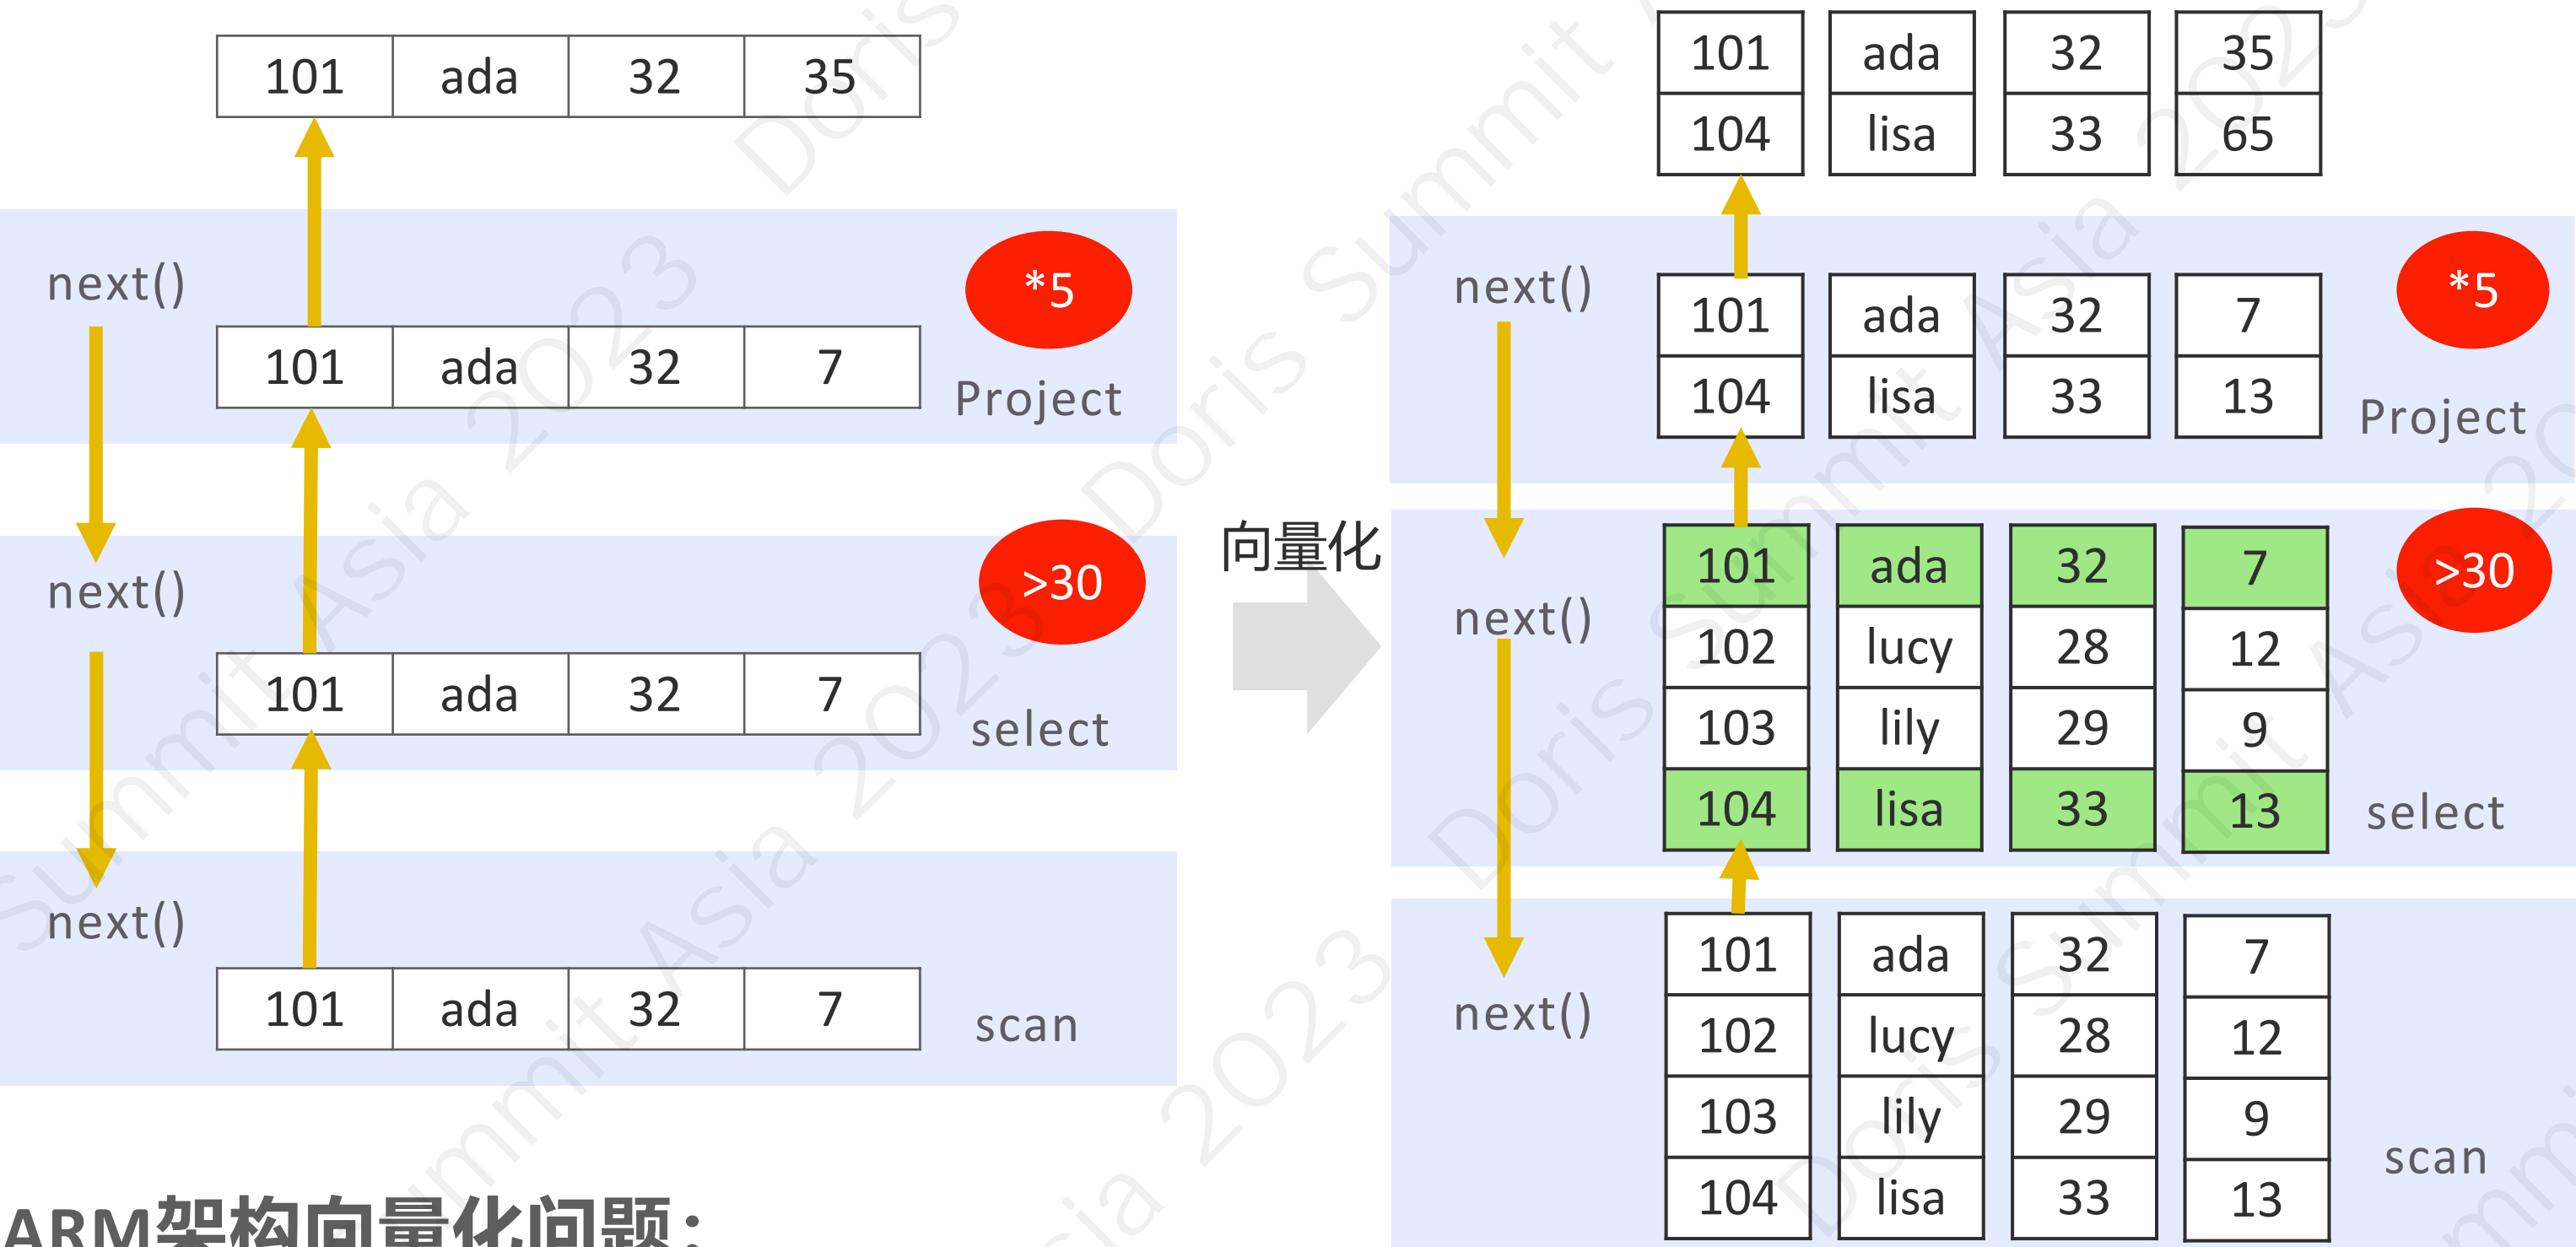 101 ada 32 35
next()
*5
101 ada 32 7
Project
next()
>30
101 ada 32 7
select
next()
101 ada 32 7
scan
向量化
101 ada 32 35
104 lisa 33 65
next()
*5
101 ada 32 7
104 lisa 33 13
Project
next()
>30
101 ada 32 7
102 lucy 28 12
103 lily 29 9
104 lisa 33 13
select
next()
101 ada 32 7
102 lucy 28 12
103 lily 29 9
104 lisa 33 13
scan
ARM架构向量化问题：
Doris Summit Asia 2023